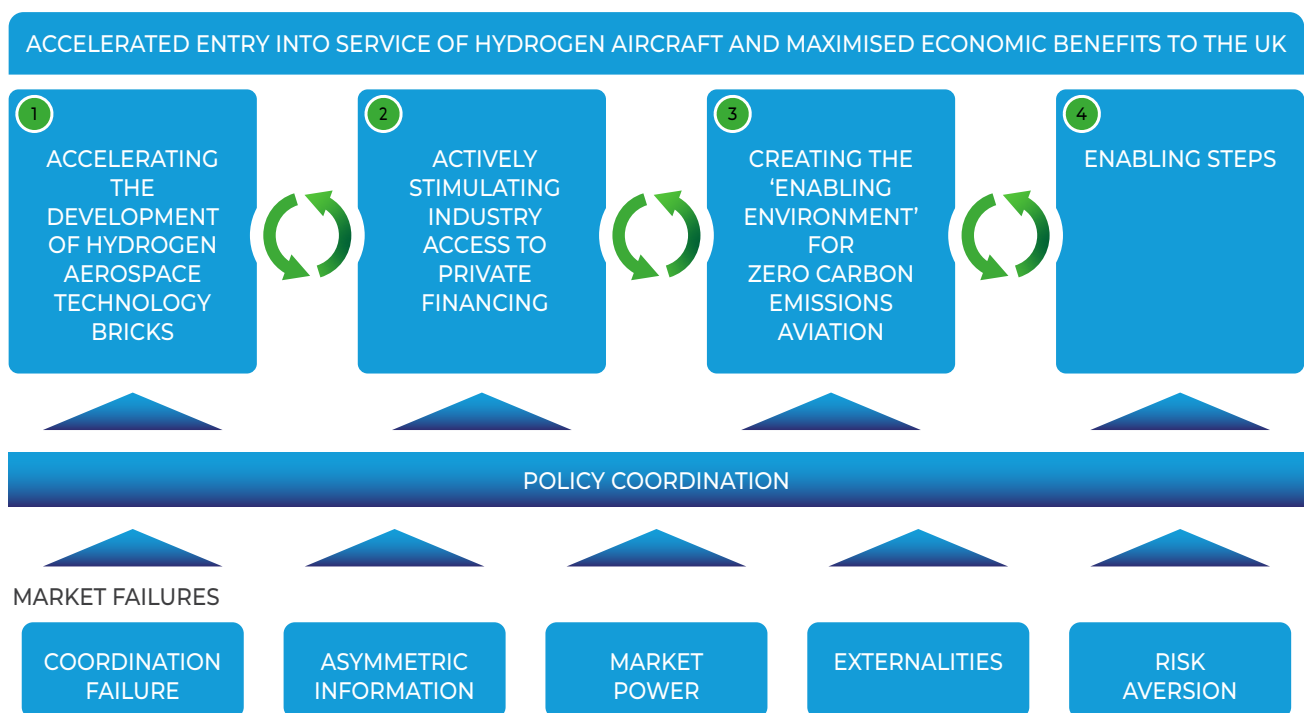 ACCELERATED ENTRY INTO SERVICE OF HYDROGEN AIRCRAFT AND MAXIMISED ECONOMIC BENEFITS TO THE UK
1
ACCELERATING
THE
DEVELOPMENT
OF HYDROGEN
AEROSPACE
TECHNOLOGY
BRICKS
2
ACTIVELY
STIMULATING
INDUSTRY
ACCESS TO
PRIVATE
FINANCING
3
CREATING THE
‘ENABLING
ENVIRONMENT’
FOR
ZERO CARBON
EMISSIONS
AVIATION
4
ENABLING STEPS
POLICY COORDINATION
MARKET FAILURES
COORDINATION
FAILURE
ASYMMETRIC
INFORMATION
MARKET
POWER
EXTERNALITIES
RISK
AVERSION